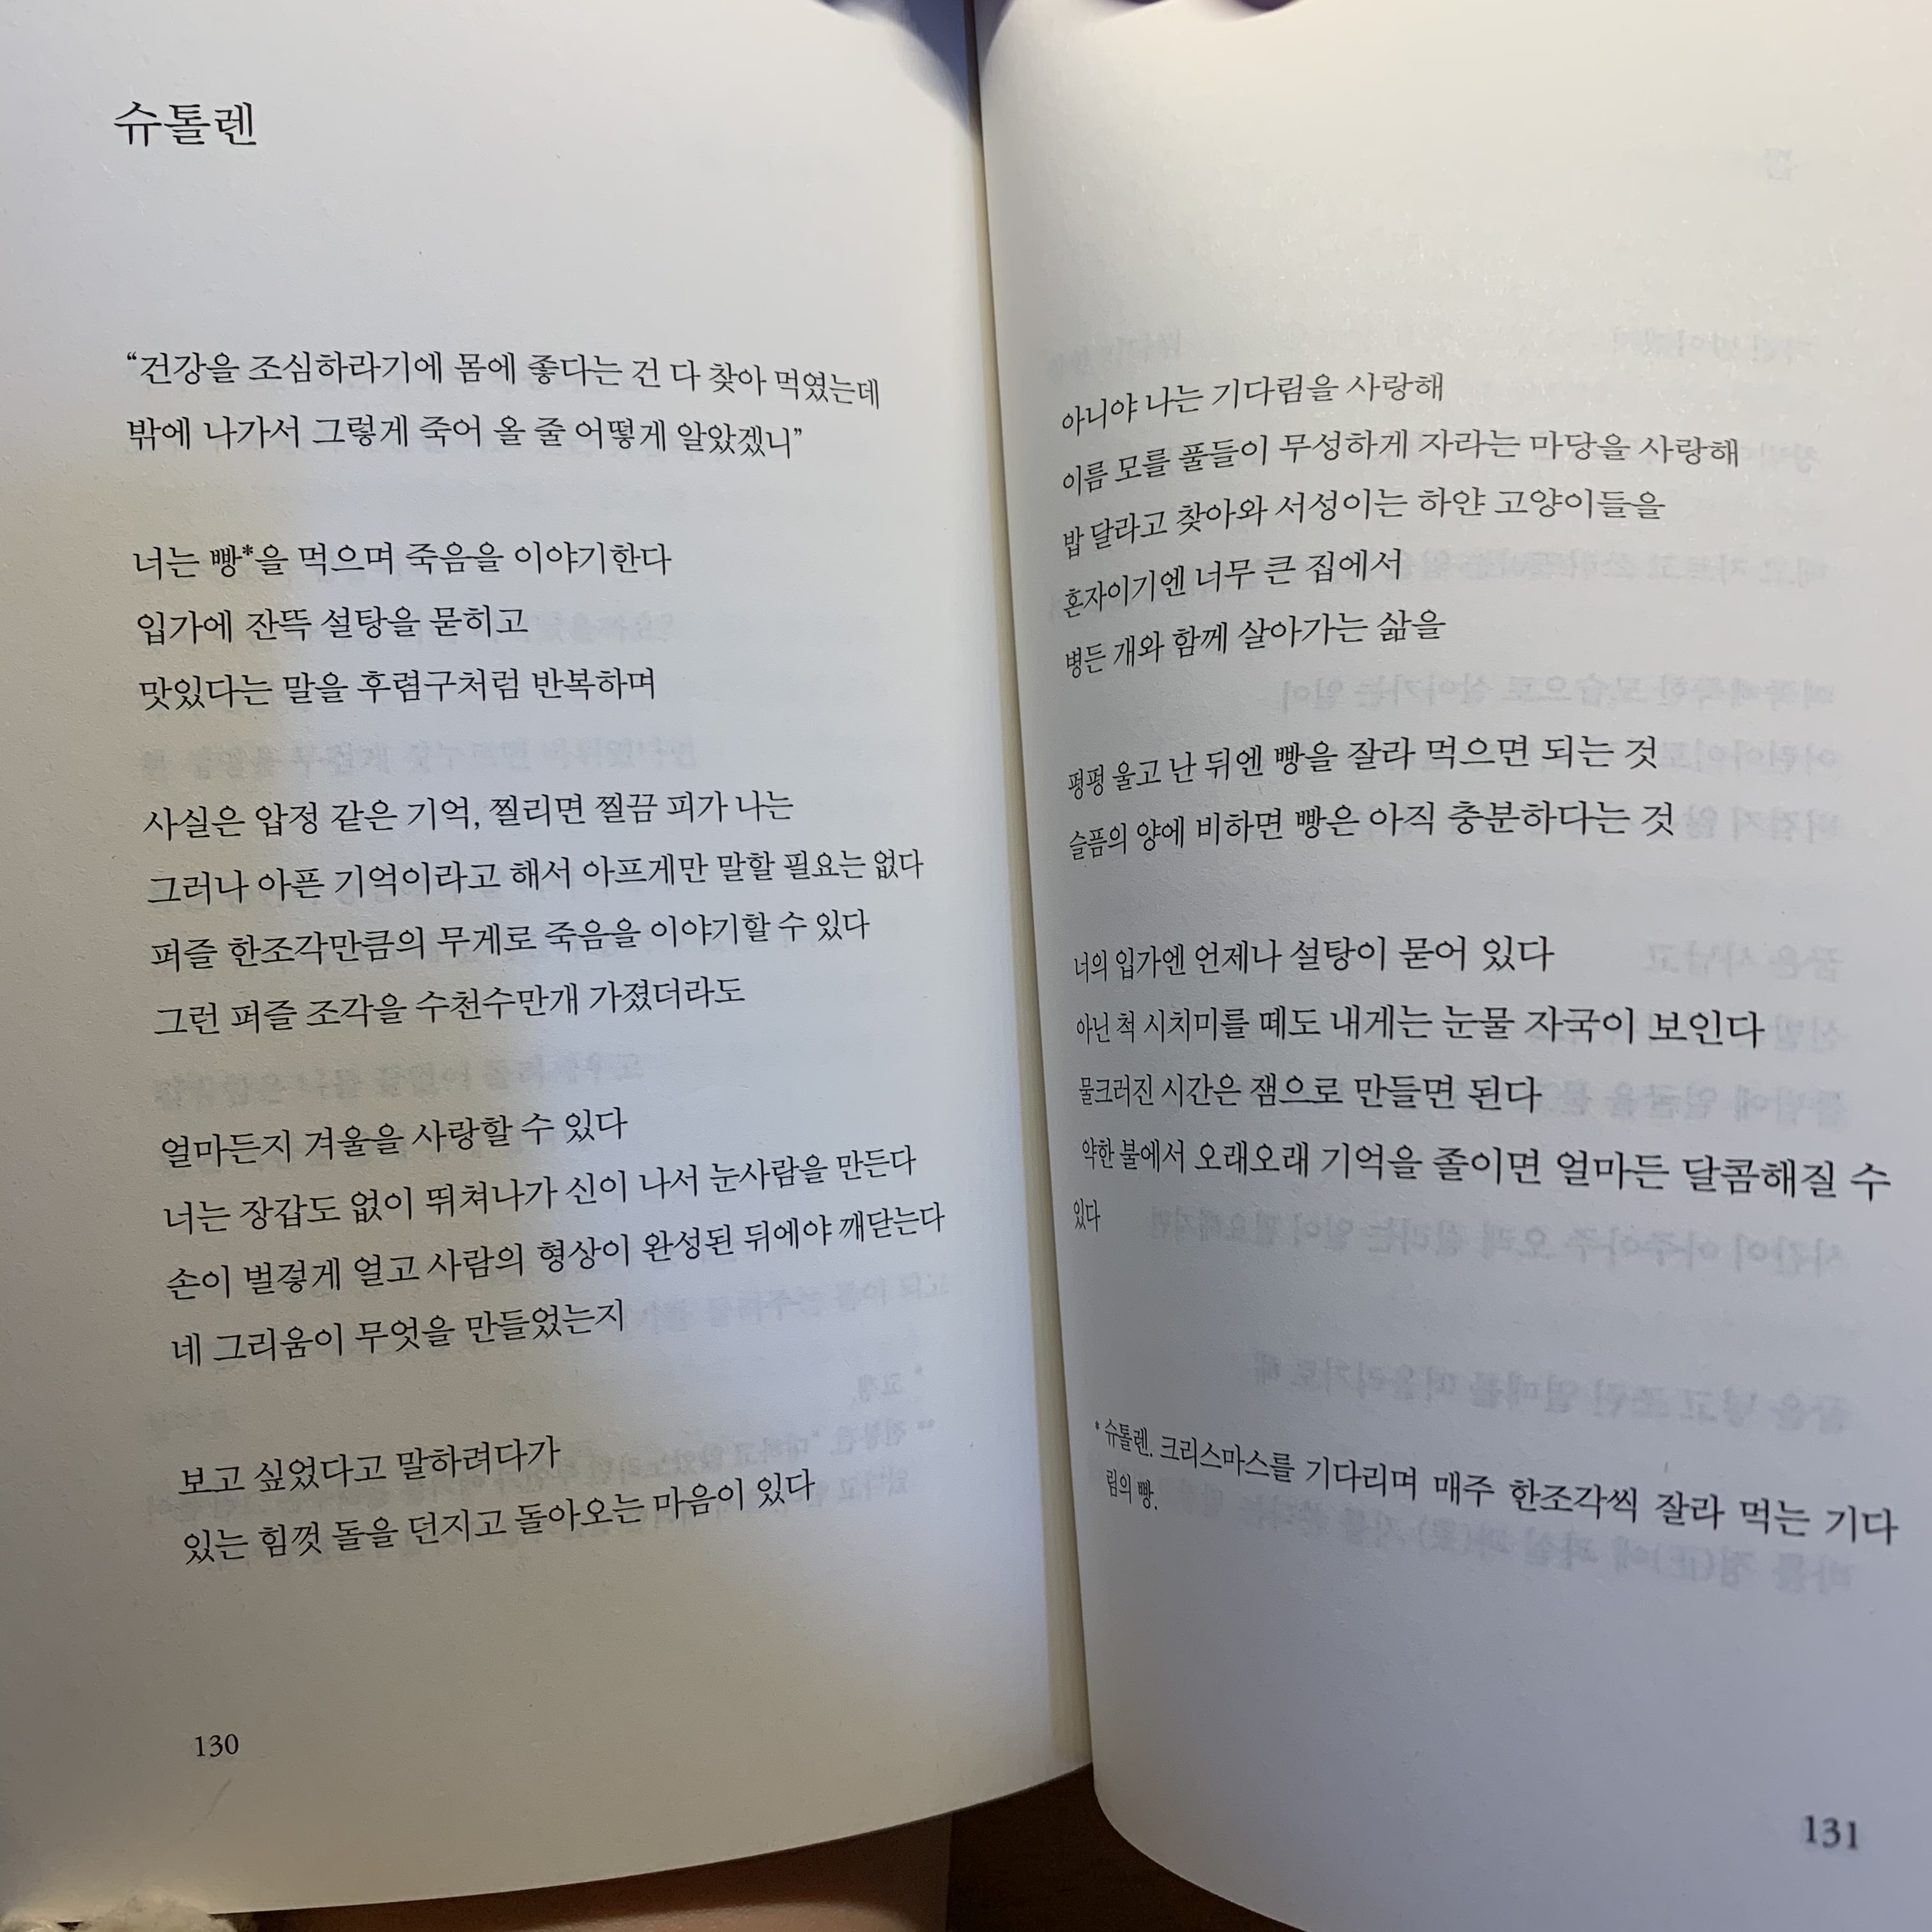 슈톨렌
“건강을 조심하라기에 몸에 좋다는 건 다 찾아 먹였는데
밖에 나가서 그렇게 죽어 올 줄 어떻게 알았겠니”
너는 빵*을 먹으며 죽음을 이야기한다
입가에 잔뜩 설탕을 묻히고
맛있다는 말을 후렴구처럼 반복하며
사실은 압정 같은 기억, 찔리면 찔끔 피가 나는
그러나 아픈 기억이라고 해서 아프게만 말할 필요는 없다
퍼즐 한조각만큼의 무게로 죽음을 이야기할 수 있다
그런 퍼즐 조각을 수천수만개 가졌더라도
얼마든지 겨울을 사랑할 수 있다
너는 장갑도 없이 뛰쳐나가 신이 나서 눈사람을 만든다
손이 벌겋게 얼고 사람의 형상이 완성된 뒤에야 깨닫는다
네 그리움이 무엇을 만들었는지
보고 싶었다고 말하려다가
있는 힘껏 돌을 던지고 돌아오는 마음이 있다
130
아니야 나는 기다림을 사랑해
이름 모를 풀들이 무성하게 자라는 마당을 사랑해
밥 달라고 찾아와 서성이는 하얀 고양이들을
혼자이기엔 너무 큰 집에서
병든 개와 함께 살아가는 삶을
펑펑 울고 난 뒤엔 빵을 잘라 먹으면 되는 것
슬픔의 양에 비하면 빵은 아직 충분하다는 것
너의 입가엔 언제나 설탕이 묻어 있다
아닌 척 시치미를 떼도 내게는 눈물 자국이 보인다
물크러진 시간은 잼으로 만들면 된다
약한 불에서 오래오래 기억을 졸이면 얼마든 달콤해질 수
있다
* 슈톨렌. 크리스마스를 기다리며 매주 한조각씩 잘라 먹는 기다
림의 빵.
131